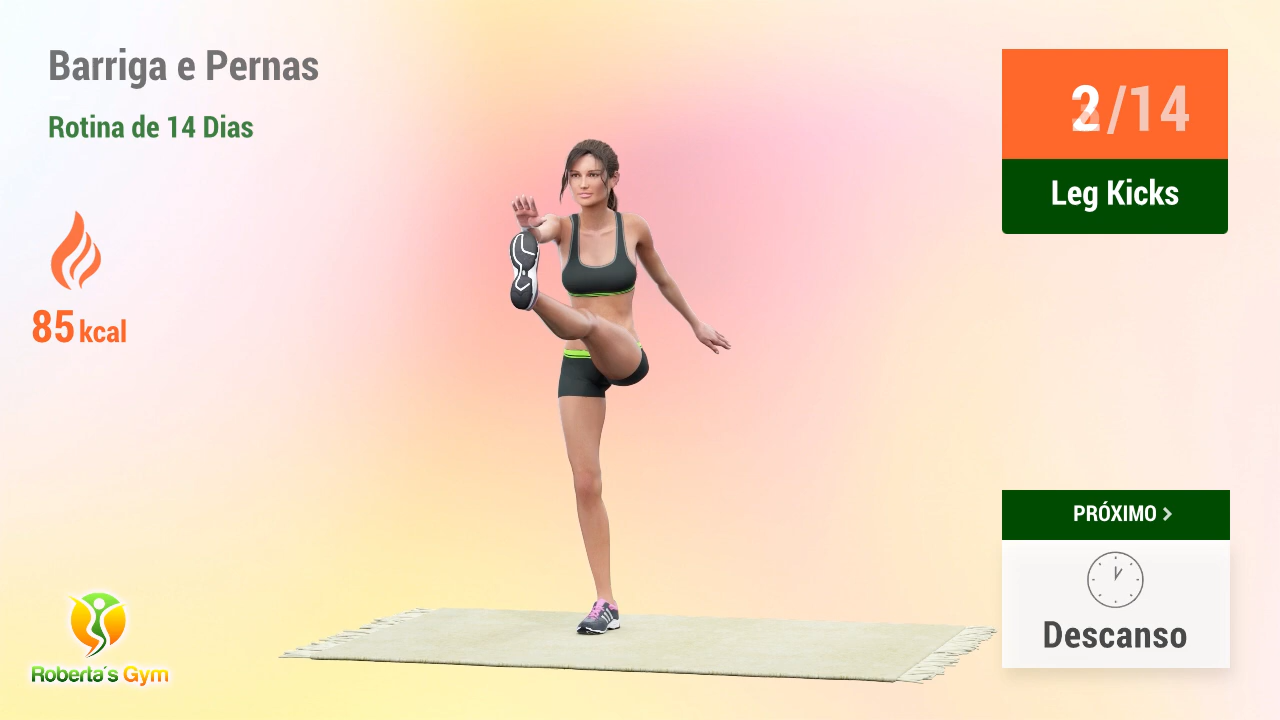 Barriga e Pernas
Rotina de 14 Dias
85 kcal
2/14
Leg Kicks
PRÓXIMO >
Descanso
Roberta´s Gym